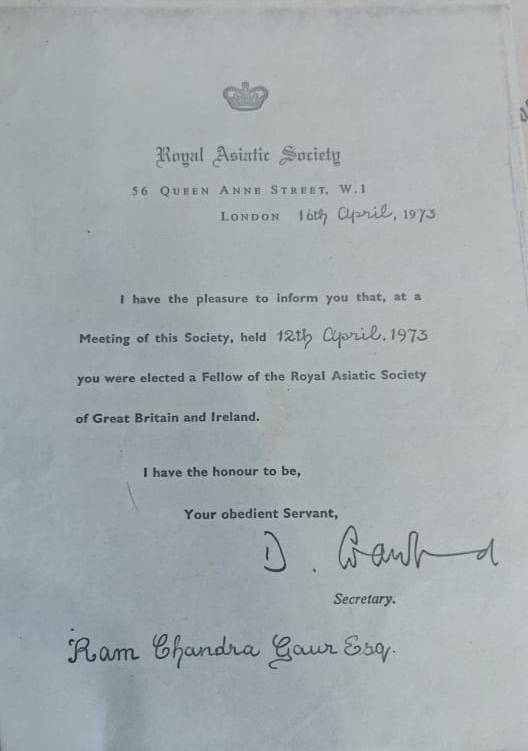 Royal Asiatic Society
56 QUEEN ANNE STREET, W.1
LONDON 16th April, 1973
I have the pleasure to inform you that, at a
Meeting of this Society, held 12th April, 1973
you were elected a Fellow of the Royal Asiatic Society
of Great Britain and Ireland.
I have the honour to be,
Your obedient Servant,
D. Crawford
Secretary.
Ram Chandra Gaur Esq.